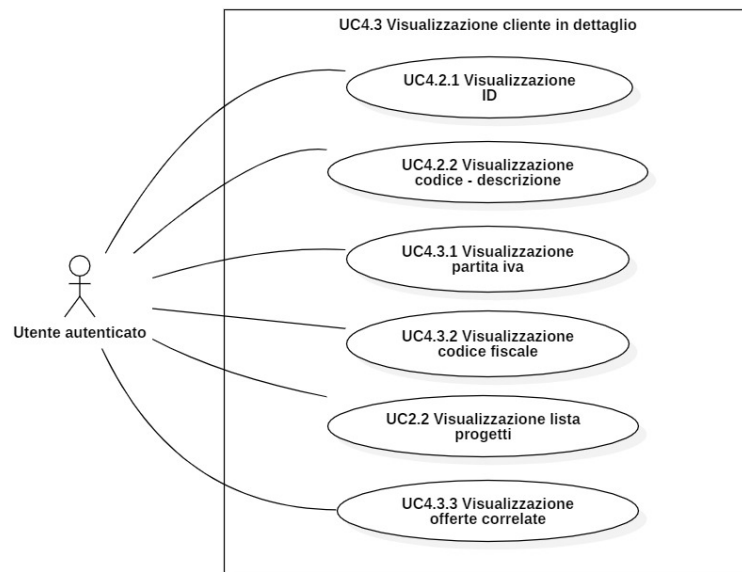 UC4.3 Visualizzazione cliente in dettaglio
UC4.2.1 Visualizzazione
ID
UC4.2.2 Visualizzazione
codice - descrizione
UC4.3.1 Visualizzazione
partita iva
Utente autenticato
UC4.3.2 Visualizzazione
codice fiscale
UC2.2 Visualizzazione lista
progetti
UC4.3.3 Visualizzazione
offerte correlate